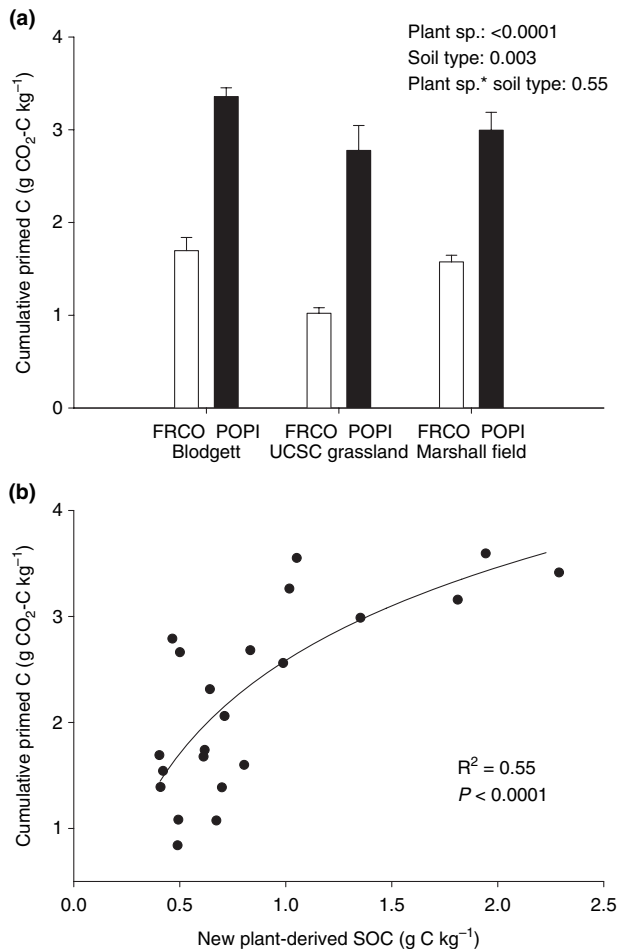 (a)
Plant sp.: <0.0001
Soil type: 0.003
Plant sp.* soil type: 0.55
Cumulative primed C (g CO₂-C kg⁻¹)
4
3
2
1
0
FRCO POPI FRCO POPI FRCO POPI
Blodgett UCSC grassland Marshall field
(b)
Cumulative primed C (g CO₂-C kg⁻¹)
4
3
2
1
R² = 0.55
P < 0.0001
0.0 0.5 1.0 1.5 2.0 2.5
New plant-derived SOC (g C kg⁻¹)